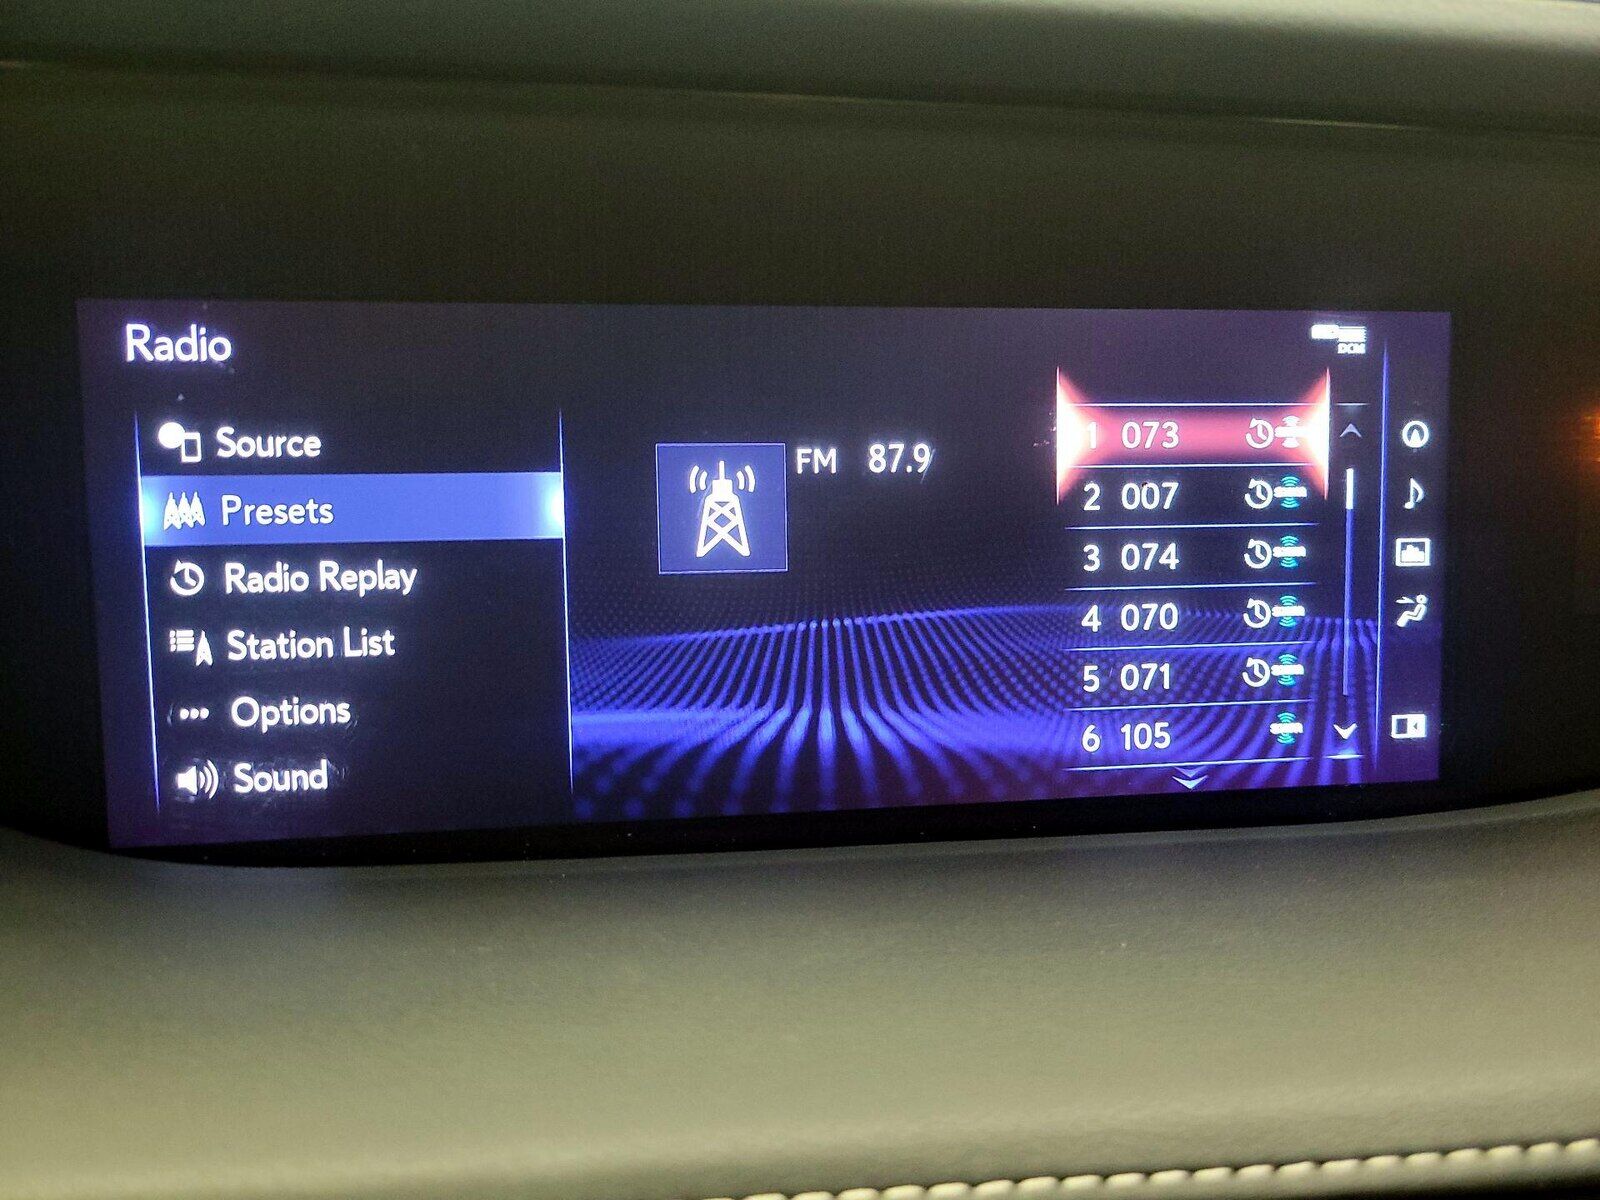 Radio
DCM
Source
Presets
Radio Replay
Station List
Options
Sound
FM 87.9
1 073
2 007
3 074
4 070
5 071
6 105